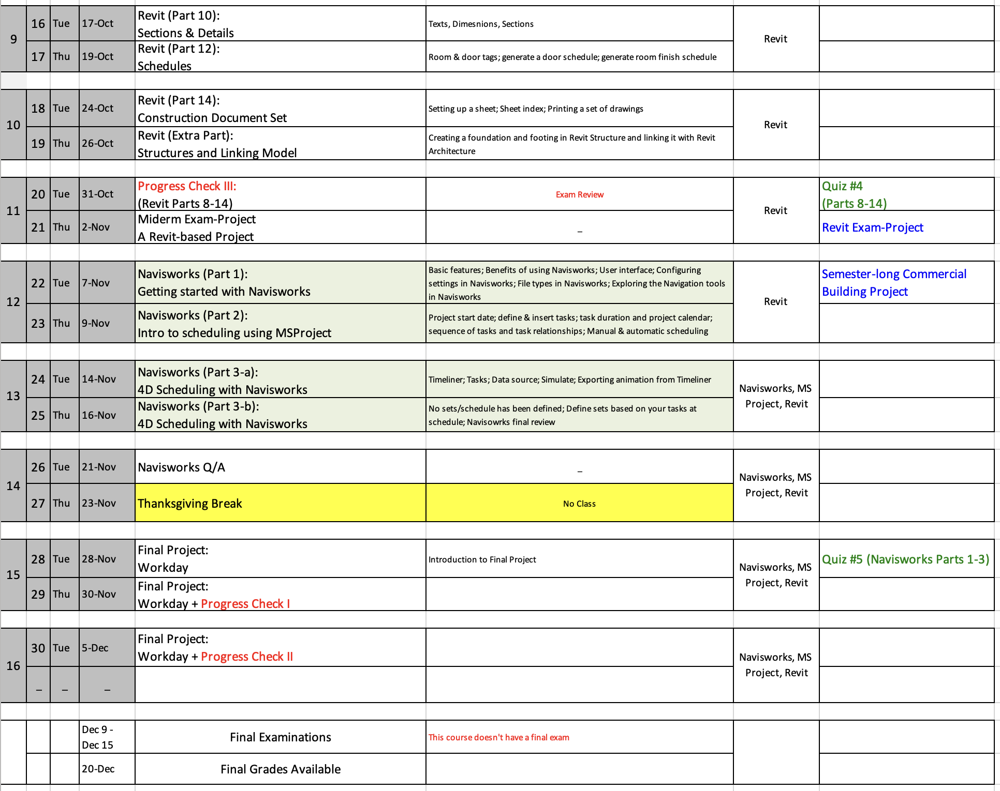 9
16 Tue 17-Oct
Revit (Part 10):
Sections & Details
Texts, Dimesnions, Sections
Revit
17 Thu 19-Oct
Revit (Part 12):
Schedules
Room & door tags; generate a door schedule; generate room finish schedule
10
18 Tue 24-Oct
Revit (Part 14):
Construction Document Set
Setting up a sheet; Sheet index; Printing a set of drawings
Revit
19 Thu 26-Oct
Revit (Extra Part):
Structures and Linking Model
Creating a foundation and footing in Revit Structure and linking it with Revit
Architecture
11
20 Tue 31-Oct
Progress Check III:
(Revit Parts 8-14)
Exam Review
Revit
Quiz #4
(Parts 8-14)
21 Thu 2-Nov
Miderm Exam-Project
A Revit-based Project
_
Revit Exam-Project
12
22 Tue 7-Nov
Navisworks (Part 1):
Getting started with Navisworks
Basic features; Benefits of using Navisworks; User interface; Configuring
settings in Navisworks; File types in Navisworks; Exploring the Navigation tools
in Navisworks
Revit
Semester-long Commercial
Building Project
23 Thu 9-Nov
Navisworks (Part 2):
Intro to scheduling using MSProject
Project start date; define & insert tasks; task duration and project calendar;
sequence of tasks and task relationships; Manual & automatic scheduling
13
24 Tue 14-Nov
Navisworks (Part 3-a):
4D Scheduling with Navisworks
Timeliner; Tasks; Data source; Simulate; Exporting animation from Timeliner
Navisworks, MS
Project, Revit
25 Thu 16-Nov
Navisworks (Part 3-b):
4D Scheduling with Navisworks
No sets/schedule has been defined; Define sets based on your tasks at
schedule; Navisowrks final review
14
26 Tue 21-Nov
Navisworks Q/A
_
Navisworks, MS
Project, Revit
27 Thu 23-Nov
Thanksgiving Break
No Class
15
28 Tue 28-Nov
Final Project:
Workday
Introduction to Final Project
Navisworks, MS
Project, Revit
Quiz #5 (Navisworks Parts 1-3)
29 Thu 30-Nov
Final Project:
Workday + Progress Check I
16
30 Tue 5-Dec
Final Project:
Workday + Progress Check II
Navisworks, MS
Project, Revit
_ _ _
Dec 9 -
Dec 15
Final Examinations
This course doesn't have a final exam
20-Dec
Final Grades Available